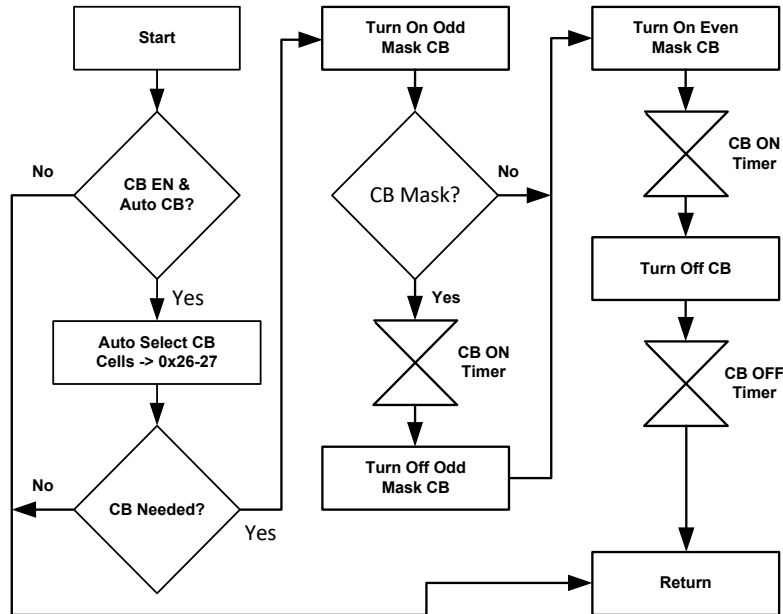 Start
No
CB EN &
Auto CB?
Yes
Auto Select CB
Cells -> 0x26-27
No
CB Needed?
Yes
Turn On Odd
Mask CB
CB Mask?
No
Yes
CB ON
Timer
Turn Off Odd
Mask CB
Turn On Even
Mask CB
CB ON
Timer
Turn Off CB
CB OFF
Timer
Return